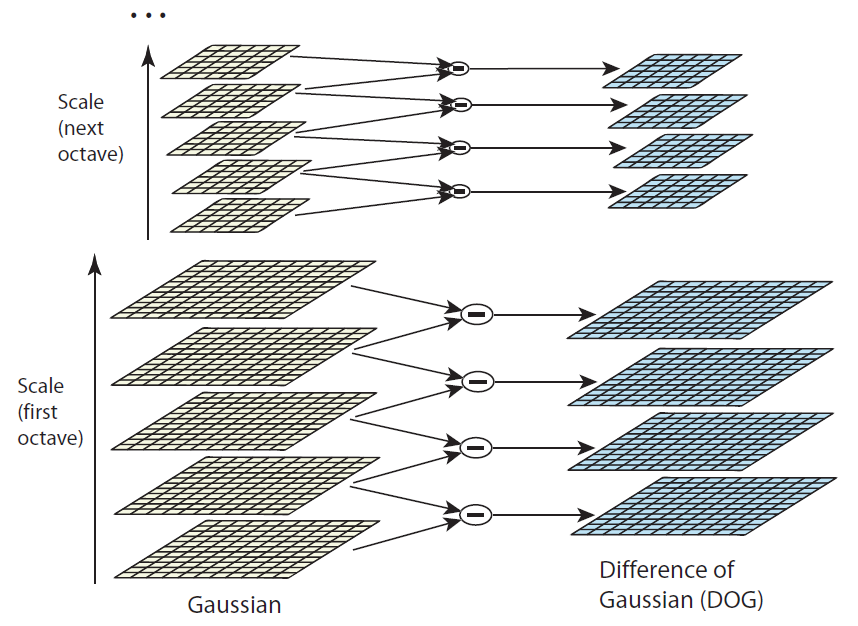 ...
Scale
(next
octave)
Scale
(first
octave)
Gaussian
Difference of
Gaussian (DOG)